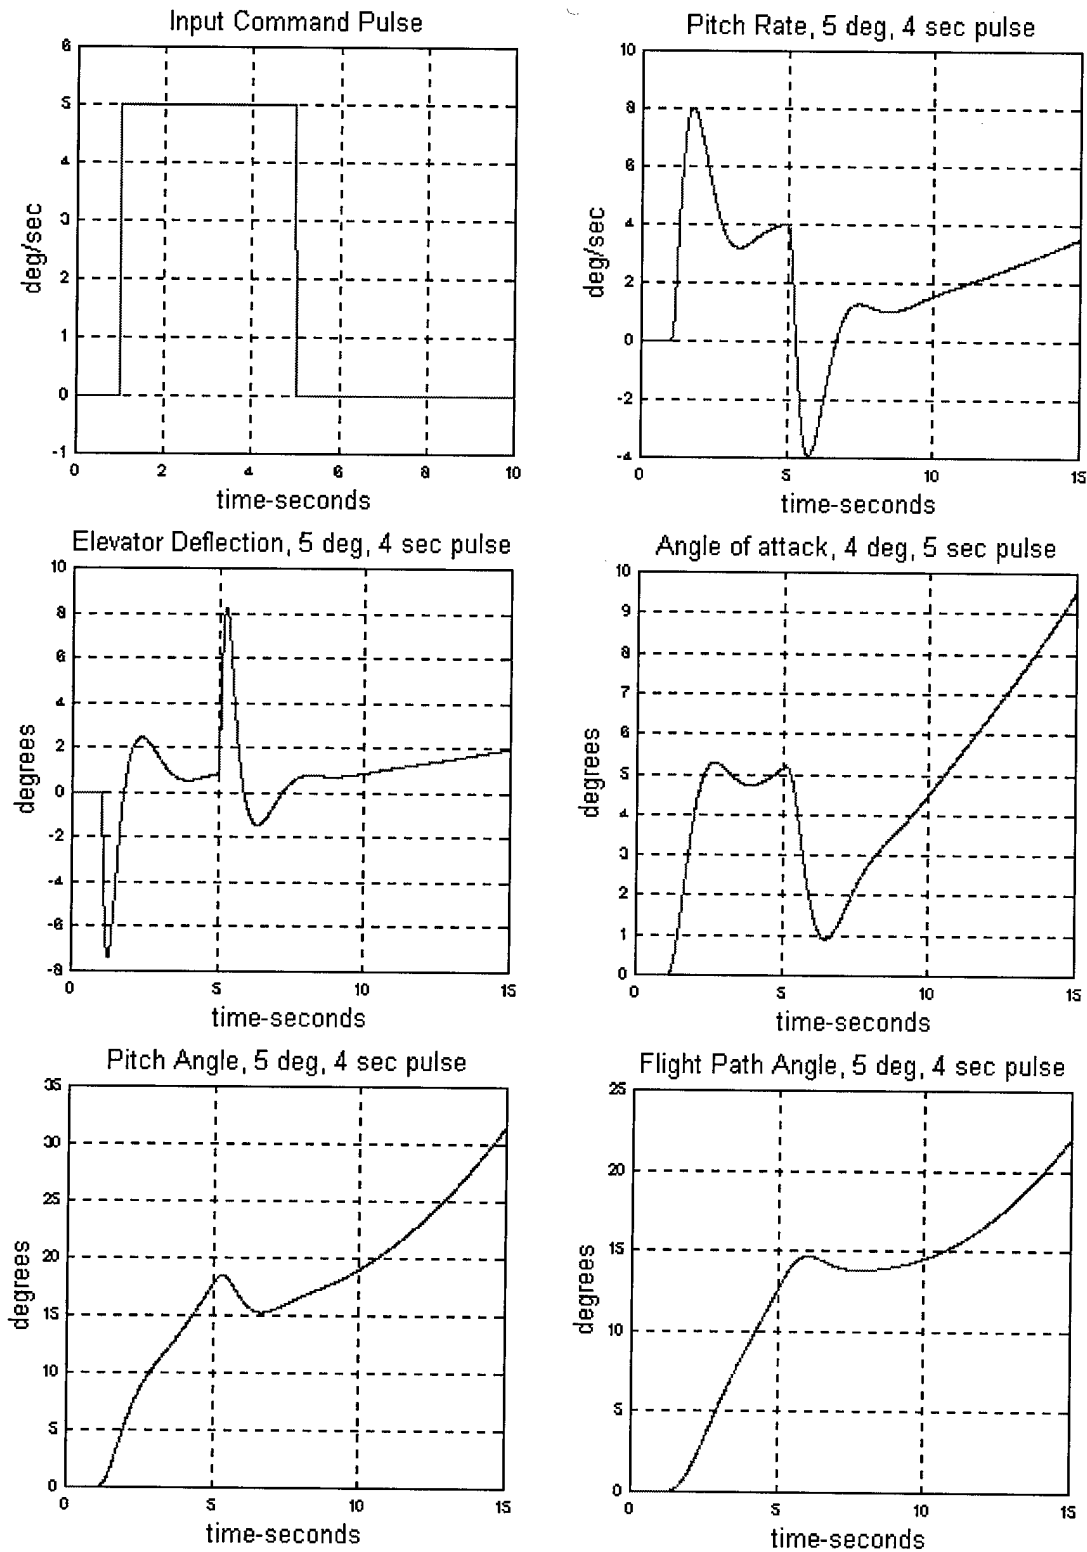 Input Command Pulse
6
5
4
3
2
1
0
-1
deg/sec
0 2 4 6 8 10
time-seconds
Pitch Rate, 5 deg, 4 sec pulse
10
8
6
4
2
0
-2
-4
deg/sec
0 5 10 15
time-seconds
Elevator Deflection, 5 deg, 4 sec pulse
10
8
6
4
2
0
-2
-4
-6
-8
degrees
0 5 10 15
time-seconds
Angle of attack, 4 deg, 5 sec pulse
10
9
8
7
6
5
4
3
2
1
0
degrees
0 5 10 15
time-seconds
Pitch Angle, 5 deg, 4 sec pulse
35
30
25
20
15
10
5
0
degrees
0 5 10 15
time-seconds
Flight Path Angle, 5 deg, 4 sec pulse
25
20
15
10
5
0
degrees
0 5 10 15
time-seconds